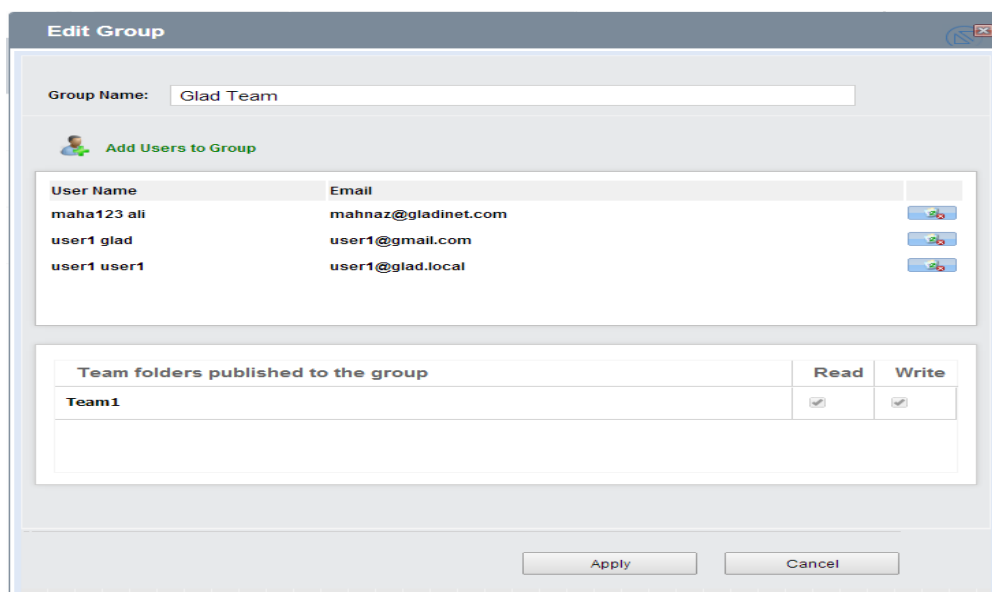 Edit Group
Group Name: Glad Team
Add Users to Group
User Name Email
maha123 ali mahnaz@gladinet.com
user1 glad user1@gmail.com
user1 user1 user1@glad.local
Team folders published to the group Read Write
Team1
Apply Cancel